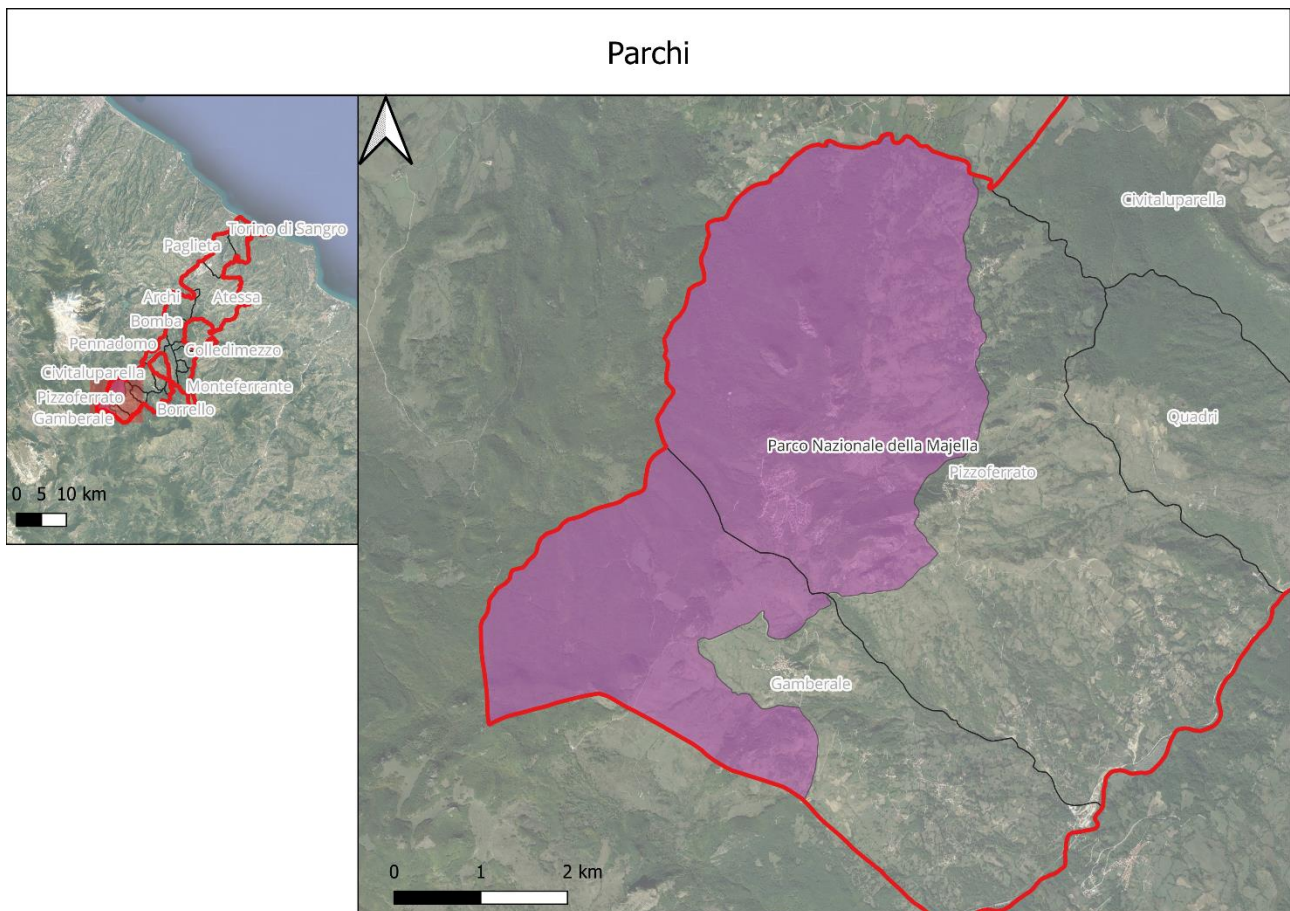 Parchi
Torino di Sangro
Paglieta
Archi
Atessa
Bomba
Pennadomo
Colledimezzo
Civitaluparella
Monteferrante
Pizzoferrato
Borrello
Gamberale
0 5 10 km
Civitaluparella
Quadri
Parco Nazionale della Majella
Pizzoferrato
Gamberale
0 1 2 km